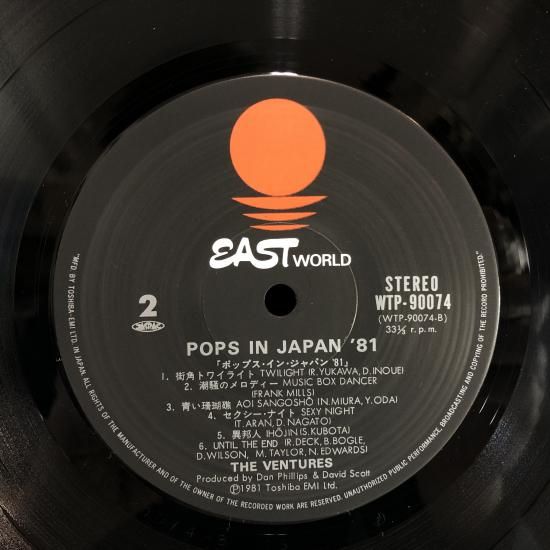 EAST WORLD
2
STEREO
WTP-90074
(WTP-90074-B)
33⅓ r.p.m.
POPS IN JAPAN '81
「ポップス・イン・ジャパン '81」
1. 街角トワイライト TWILIGHT (R.YUKAWA, D.INOUE)
2. 潮騒のメロディー MUSIC BOX DANCER
(FRANK MILLS)
3. 青い珊瑚礁 AOI SANGOSHO (N.MIURA, Y.ODA)
4. セクシー・ナイト SEXY NIGHT
(T.ARAN, D.NAGATO)
5. 異邦人 IHŌJIN (S.KUBOTA)
6. UNTIL THE END (R.DECK, B.BOGLE,
D.WILSON, M.TAYLOR, N.EDWARDS)
THE VENTURES
Produced by Dan Phillips & David Scott
Ⓟ1981 Toshiba EMI Ltd.
"MFD BY TOSHIBA-EMI LTD. IN JAPAN. ALL RIGHTS OF THE MANUFACTURER AND OF THE OWNER OF THE RECORDED WORK RESERVED. UNAUTHORIZED PUBLIC PERFORMANCE, BROADCASTING AND COPYING OF THE RECORD PROHIBITED."
JASRAC